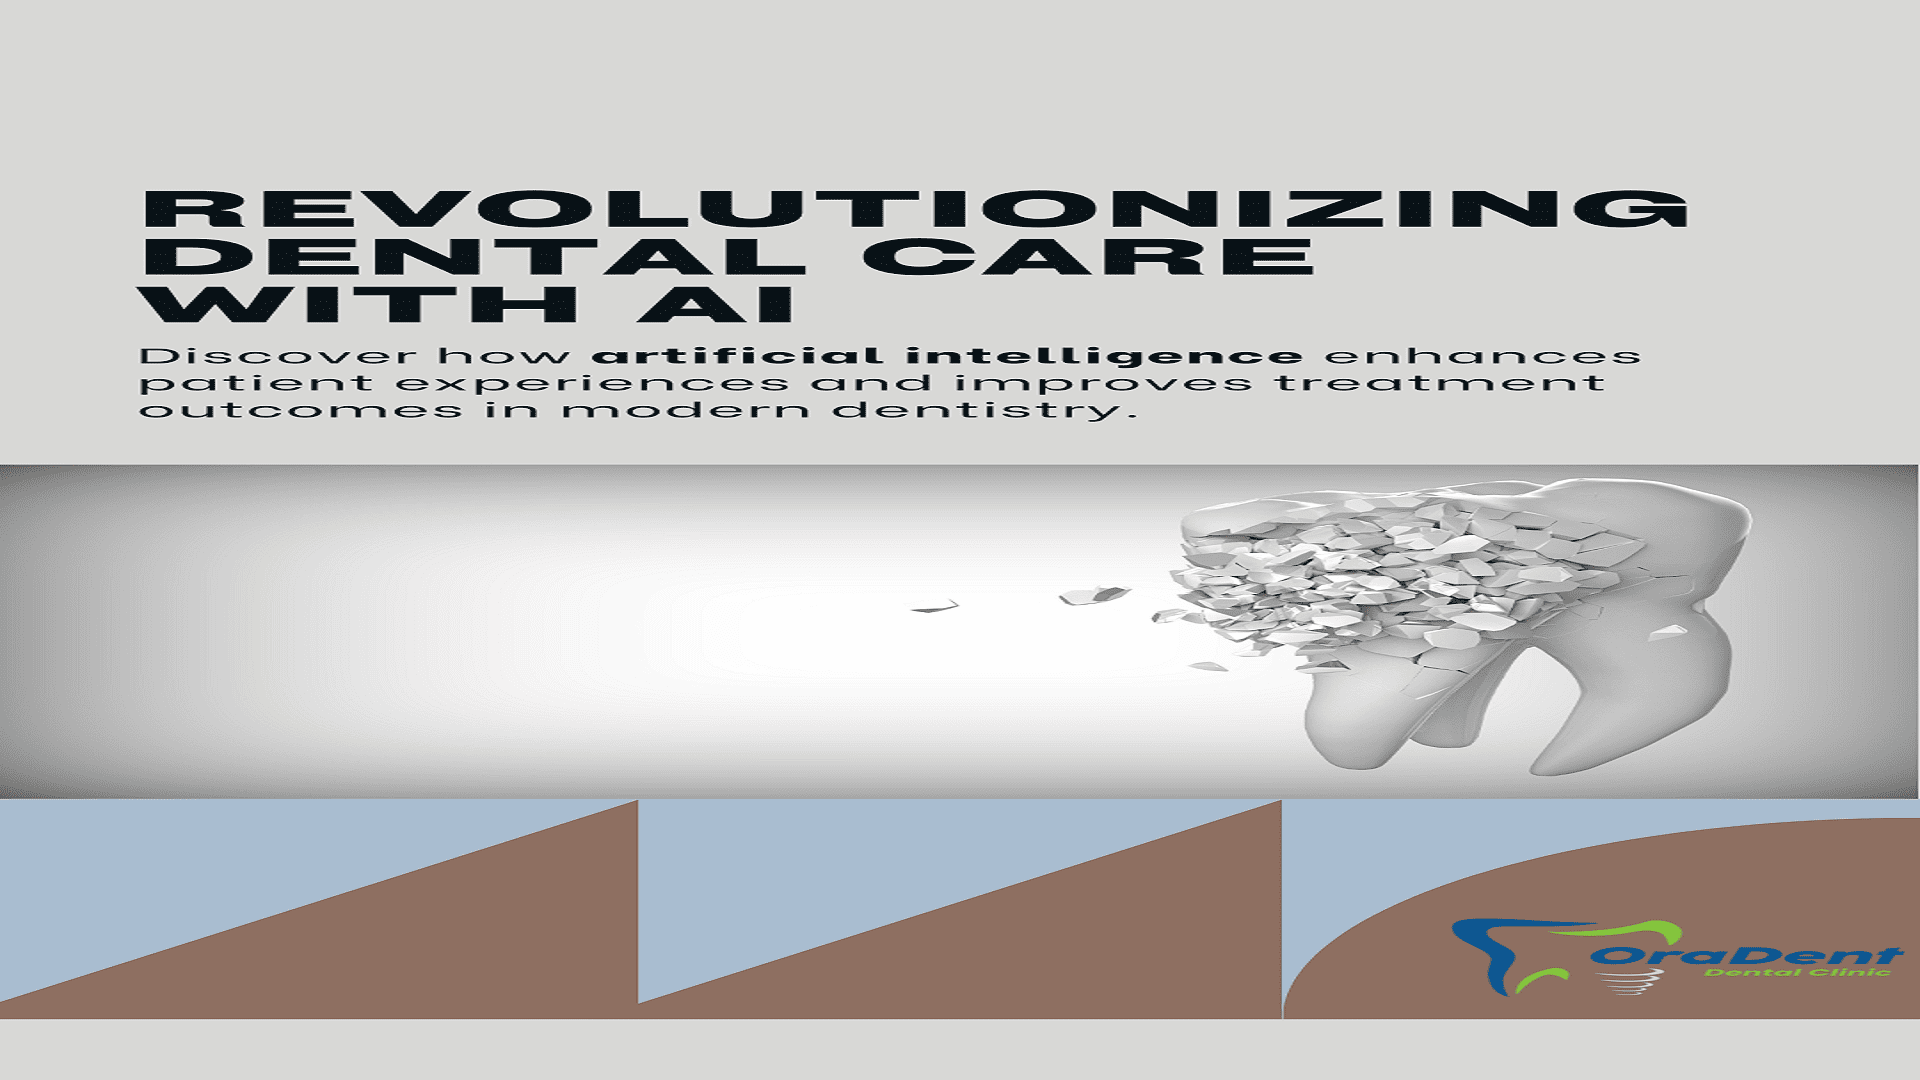 REVOLUTIONIZING
DENTAL CARE
WITH AI
Discover how artificial intelligence enhances
patient experiences and improves treatment
outcomes in modern dentistry.
OraDent
Dental Clinic